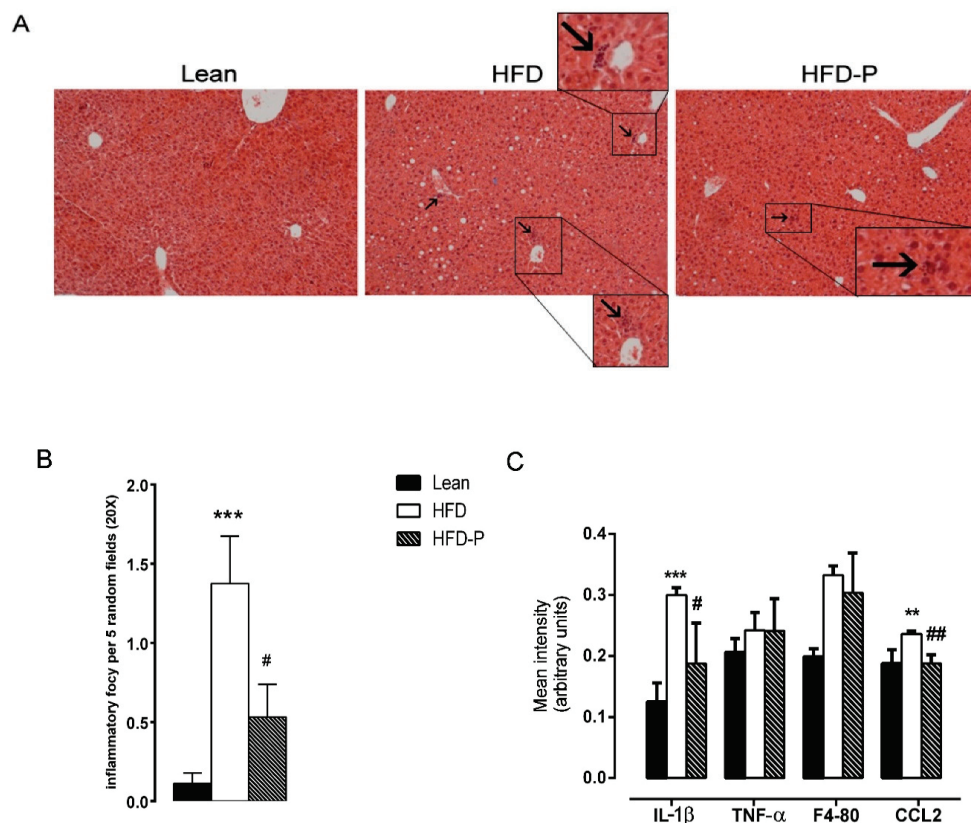 A
Lean
HFD
HFD-P
B
inflammatory focy per 5 random fields (20X)
2.0
1.5
1.0
0.5
0.0
***
#
Lean
HFD
HFD-P
C
Mean intensity
(arbitrary units)
0.4
0.3
0.2
0.1
0.0
***
#
**
##
IL-1β
TNF-α
F4-80
CCL2